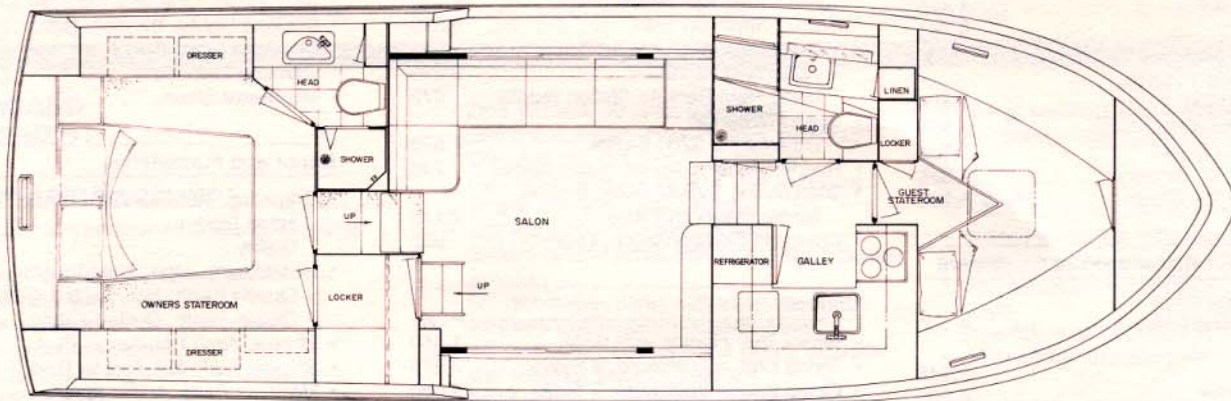 DRESSER
HEAD
SHOWER
UP
SALON
UP
LOCKER
OWNERS STATEROOM
DRESSER
SHOWER
HEAD
LINEN
LOCKER
GUEST
STATEROOM
REFRIGERATOR
GALLEY